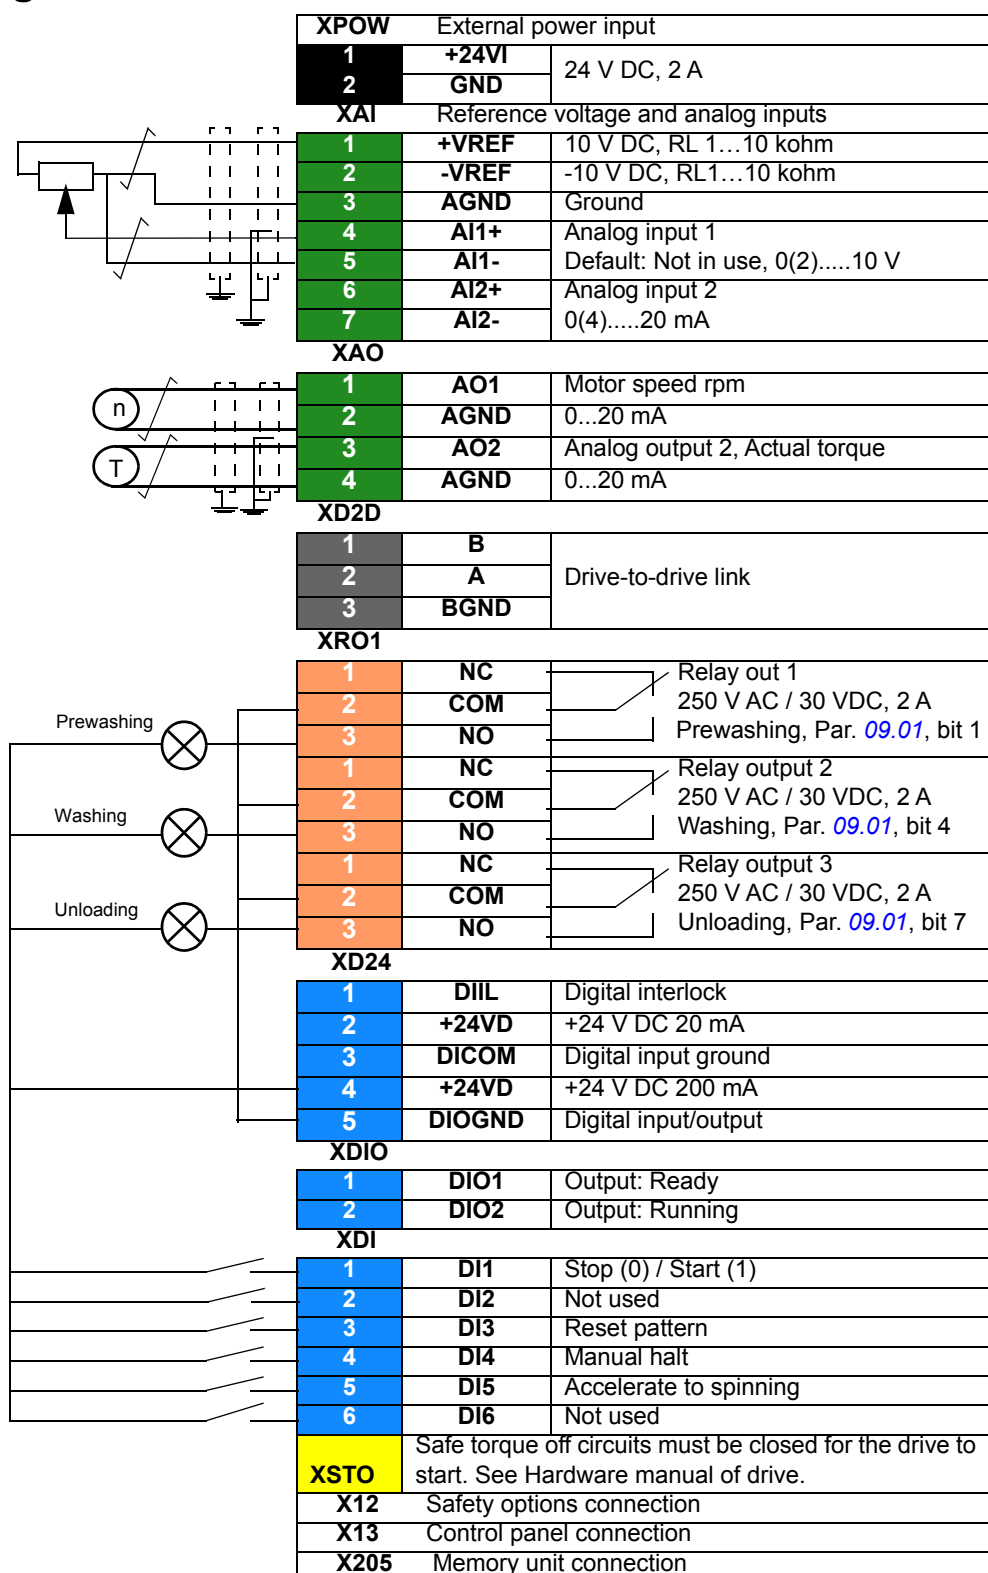 XPOW External power input
1 +24VI 24 V DC, 2 A
2 GND
XAI Reference voltage and analog inputs
1 +VREF 10 V DC, RL 1…10 kohm
2 -VREF -10 V DC, RL1…10 kohm
3 AGND Ground
4 AI1+ Analog input 1
5 AI1- Default: Not in use, 0(2).....10 V
6 AI2+ Analog input 2
7 AI2- 0(4).....20 mA
XAO
1 AO1 Motor speed rpm
n
2 AGND 0...20 mA
3 AO2 Analog output 2, Actual torque
T
4 AGND 0...20 mA
XD2D
1 B
2 A Drive-to-drive link
3 BGND
XRO1
1 NC Relay out 1
2 COM 250 V AC / 30 VDC, 2 A
Prewashing
3 NO Prewashing, Par. 09.01, bit 1
1 NC Relay output 2
2 COM 250 V AC / 30 VDC, 2 A
Washing
3 NO Washing, Par. 09.01, bit 4
1 NC Relay output 3
2 COM 250 V AC / 30 VDC, 2 A
Unloading
3 NO Unloading, Par. 09.01, bit 7
XD24
1 DIIL Digital interlock
2 +24VD +24 V DC 20 mA
3 DICOM Digital input ground
4 +24VD +24 V DC 200 mA
5 DIOGND Digital input/output
XDIO
1 DIO1 Output: Ready
2 DIO2 Output: Running
XDI
1 DI1 Stop (0) / Start (1)
2 DI2 Not used
3 DI3 Reset pattern
4 DI4 Manual halt
5 DI5 Accelerate to spinning
6 DI6 Not used
XSTO Safe torque off circuits must be closed for the drive to
start. See Hardware manual of drive.
X12 Safety options connection
X13 Control panel connection
X205 Memory unit connection